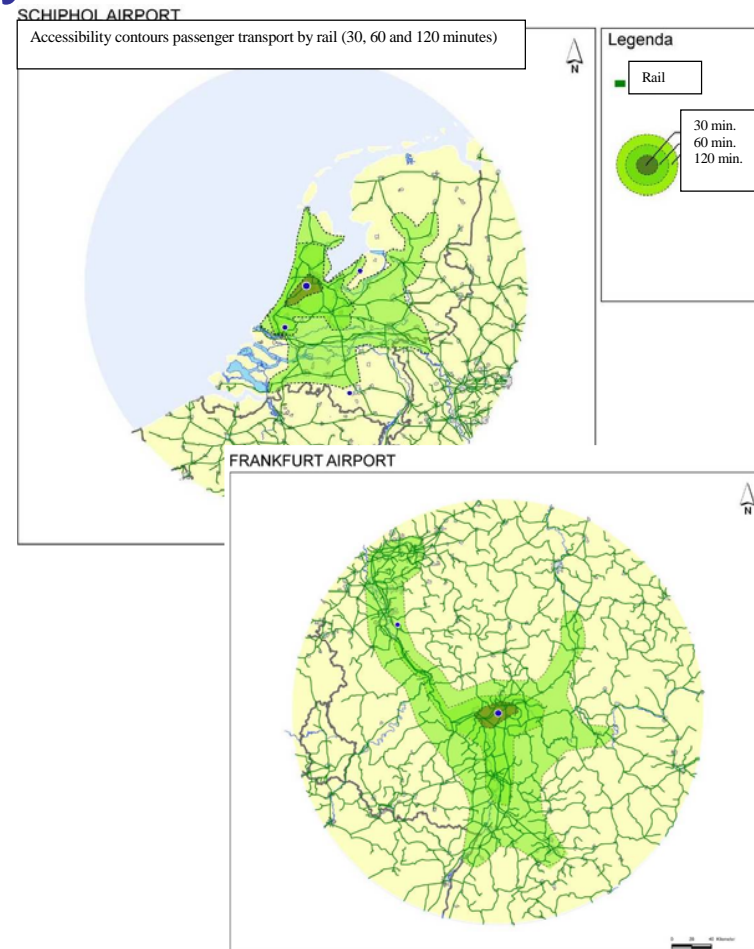 SCHIPHOL AIRPORT
Accessibility contours passenger transport by rail (30, 60 and 120 minutes)
N
Legenda
Rail
30 min.
60 min.
120 min.
FRANKFURT AIRPORT
N